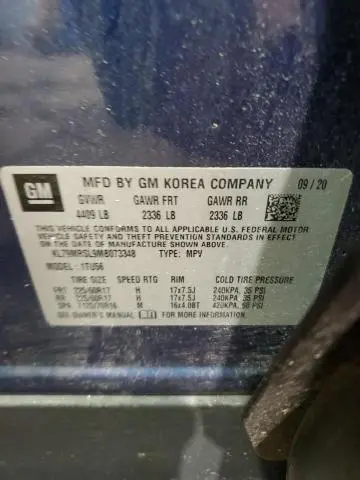 GM MFD BY GM KOREA COMPANY 09/20
GVWR GAWR FRT GAWR RR
4409 LB 2336 LB 2336 LB
THIS VEHICLE CONFORMS TO ALL APPLICABLE U.S. FEDERAL MOTOR
VEHICLE SAFETY AND THEFT PREVENTION STANDARDS IN EFFECT
ON THE DATE OF MANUFACTURE SHOWN ABOVE.
KL79MRSL9MB073348 TYPE: MPV
MODEL: 1TU56
TIRE SIZE SPEED RTG RIM COLD TIRE PRESSURE
FRT 225/60R17 H 17x7.5J 240KPA, 35 PSI
RR 225/60R17 H 17x7.5J 240KPA, 35 PSI
SPA T125/70R16 M 16x4.0BT 420KPA, 60 PSI
SEE OWNER'S MANUAL